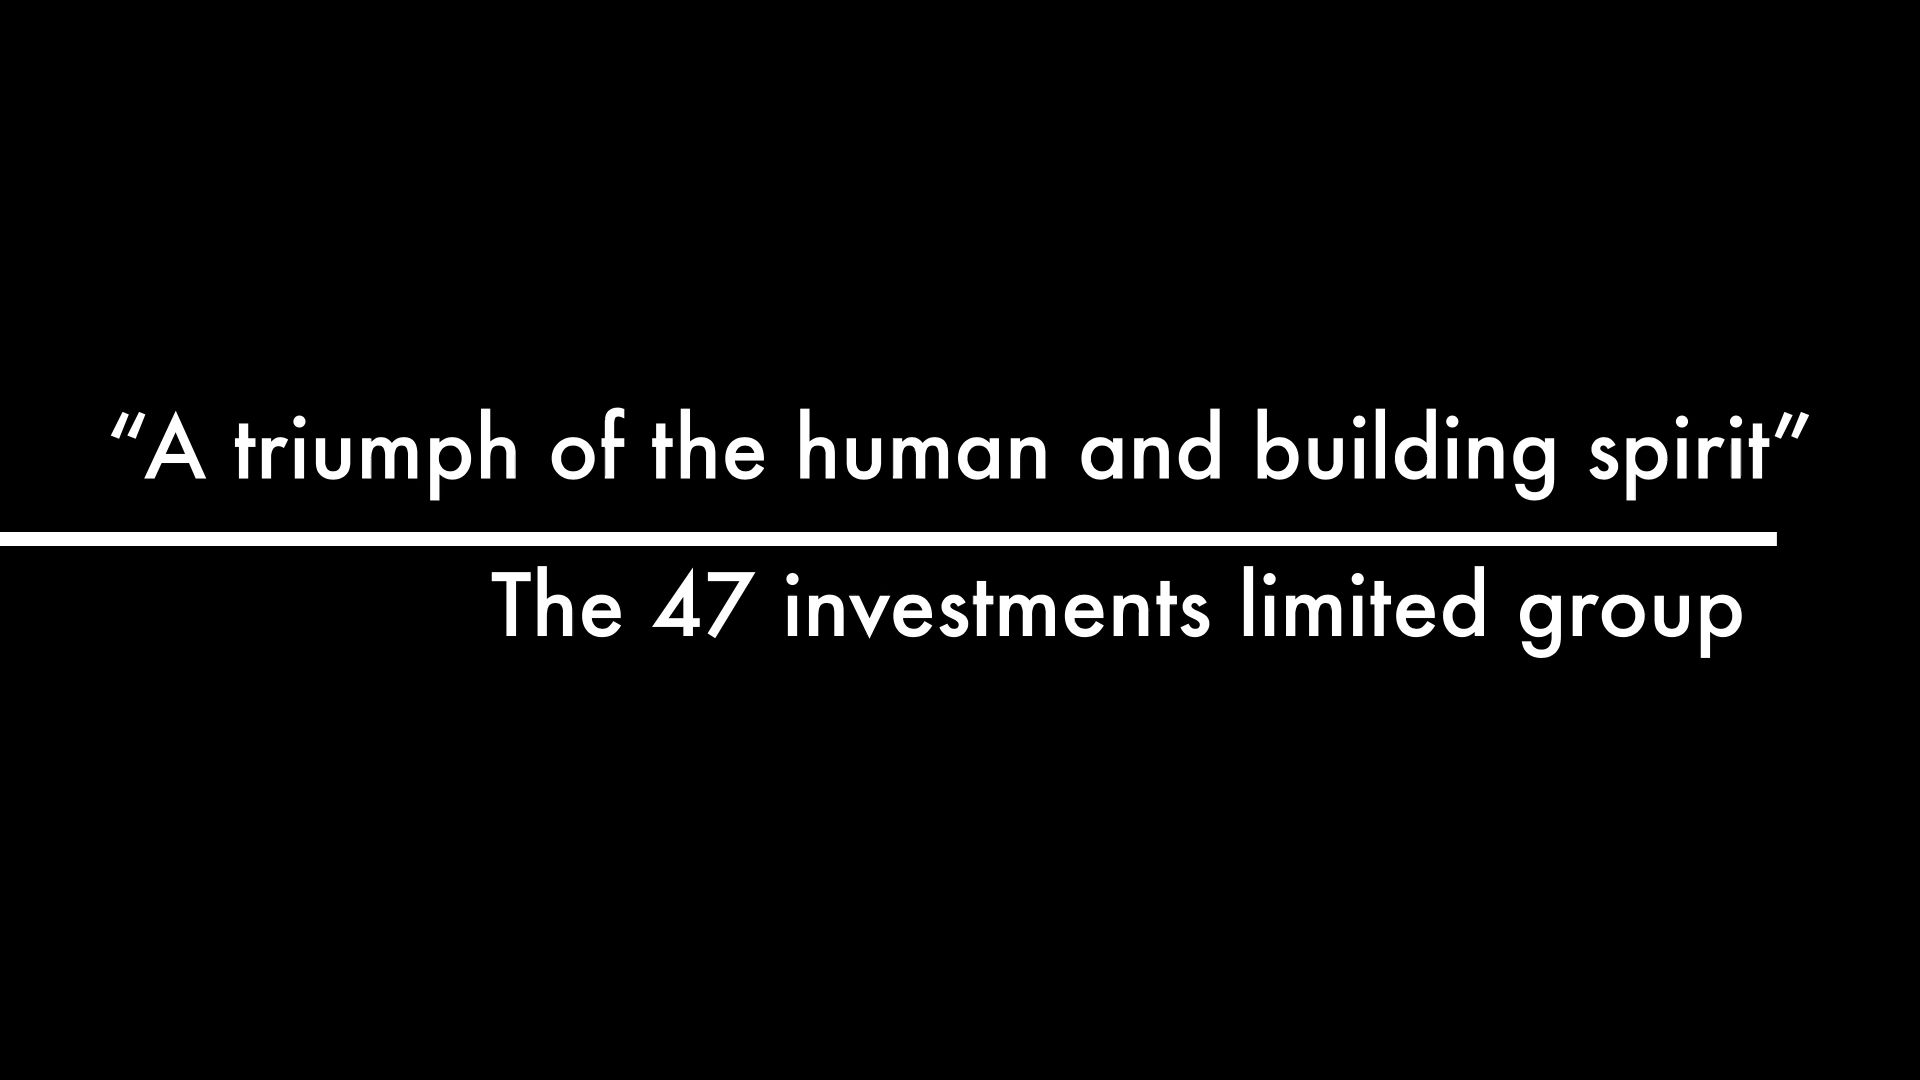 “A triumph of the human and building spirit”
The 47 investments limited group